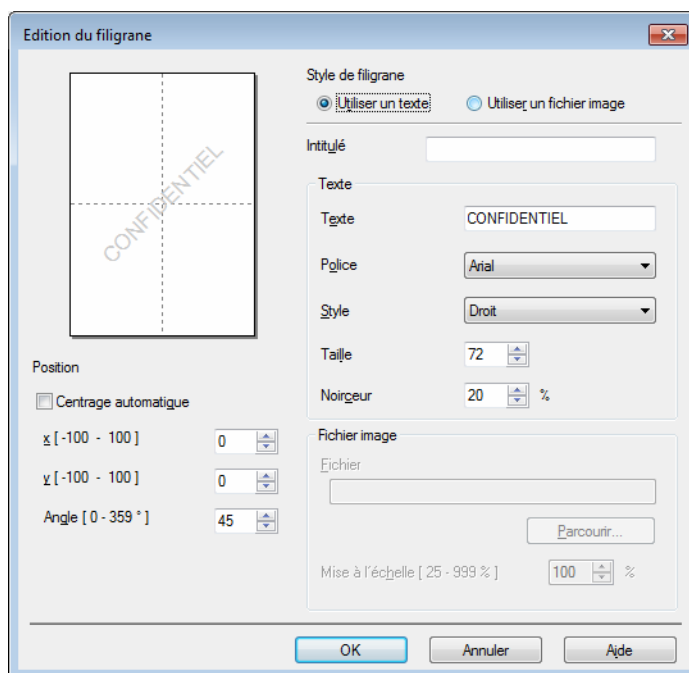 Edition du filigrane
CONFIDENTIEL
Style de filigrane
Utiliser un texte Utiliser un fichier image
Intitulé
Texte
Texte CONFIDENTIEL
Police Arial
Style Droit
Taille 72
Noirceur 20 %
Position
Centrage automatique
x [ -100 - 100 ] 0
y [ -100 - 100 ] 0
Angle [ 0 - 359 ° ] 45
Fichier image
Fichier
Parcourir...
Mise à l'échelle [ 25 - 999 % ] 100 %
OK Annuler Aide